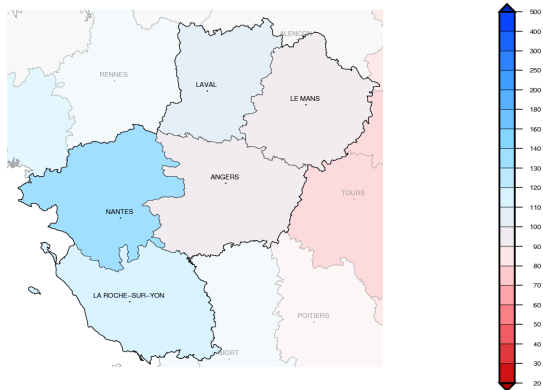 ALENCON
RENNES
LAVAL
LE MANS
ANGERS
TOURS
NANTES
LA ROCHE-SUR-YON
POITIERS
NIORT
500
400
300
250
200
180
160
140
130
120
110
100
90
80
70
60
50
40
30
20